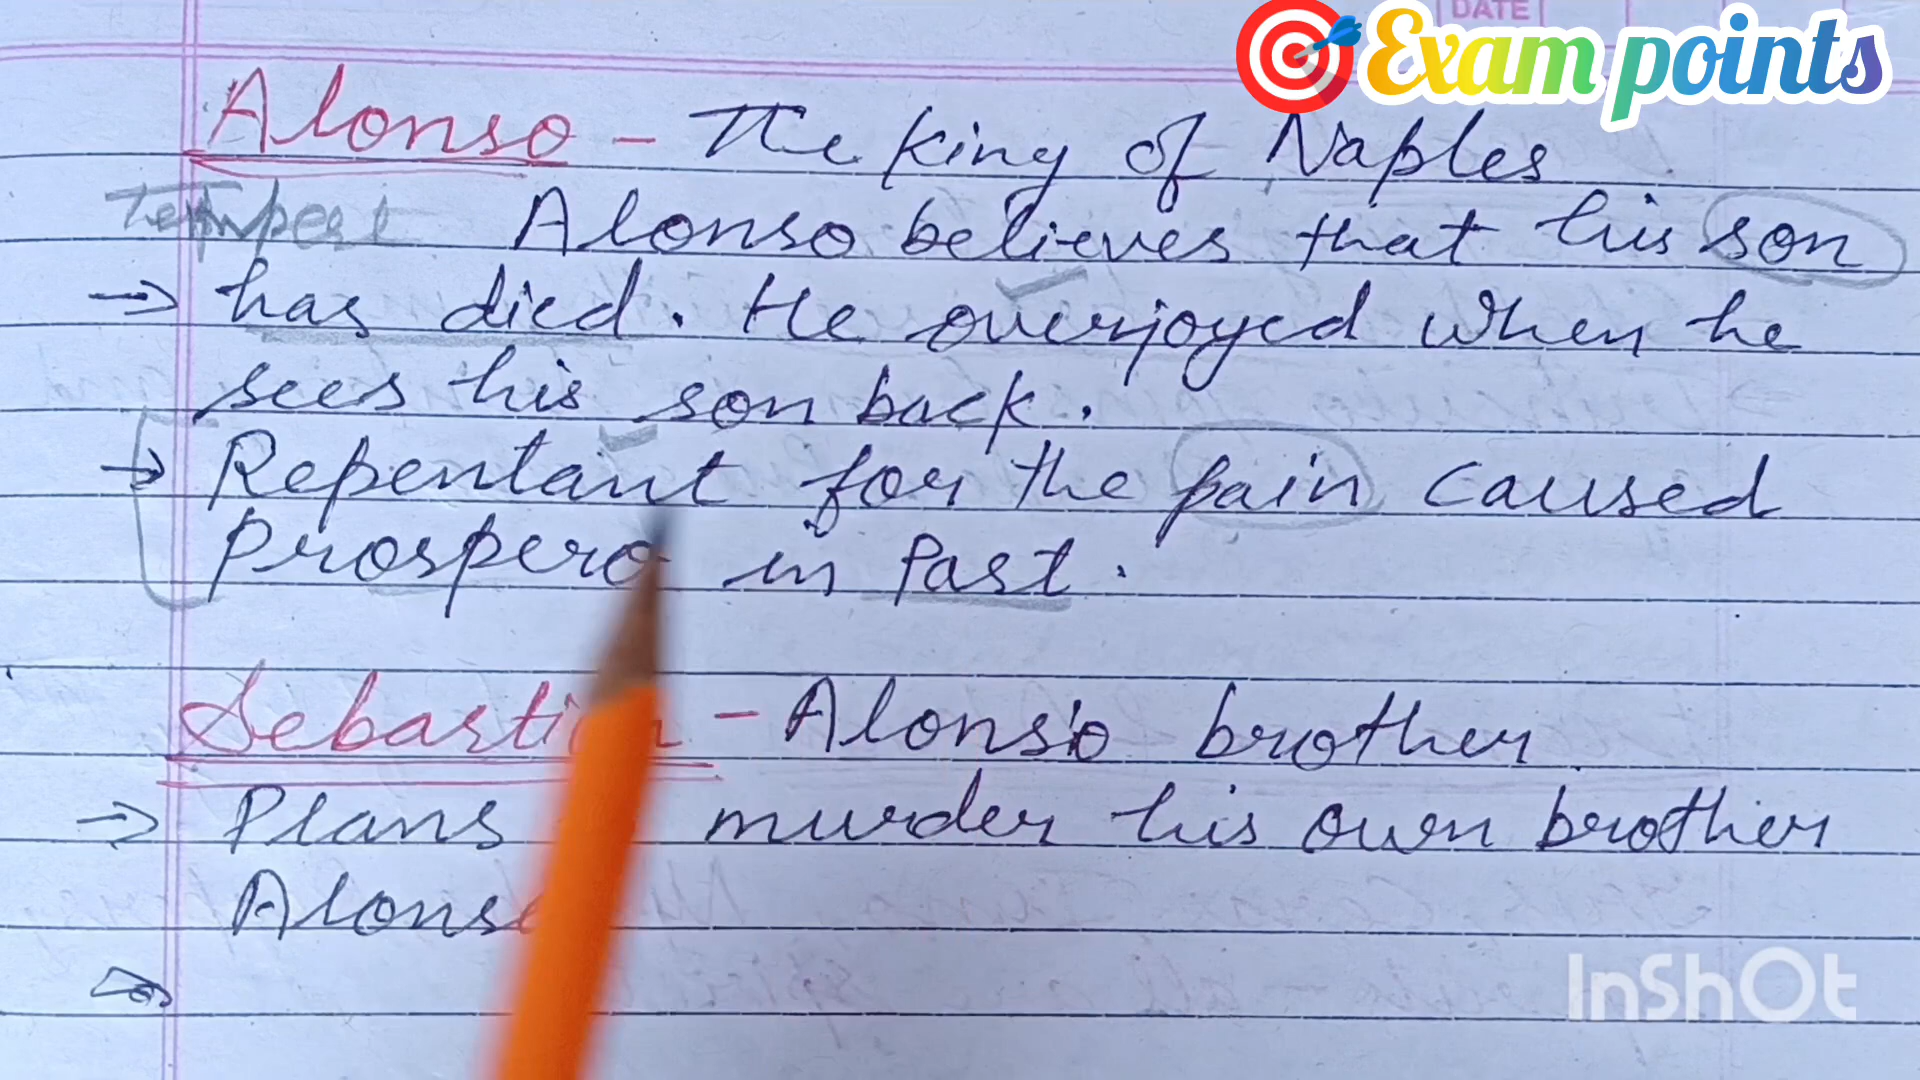 DATE
Exam points
Alonso - The King of Naples
Tempest Alonso believes that his son
→ has died. He overjoyed when he
sees his son back.
→ Repentant for the pain caused
Prospero in Past.
Sebastian - Alonso brother
→ Plans murder his own brother
Alonso
InShOt